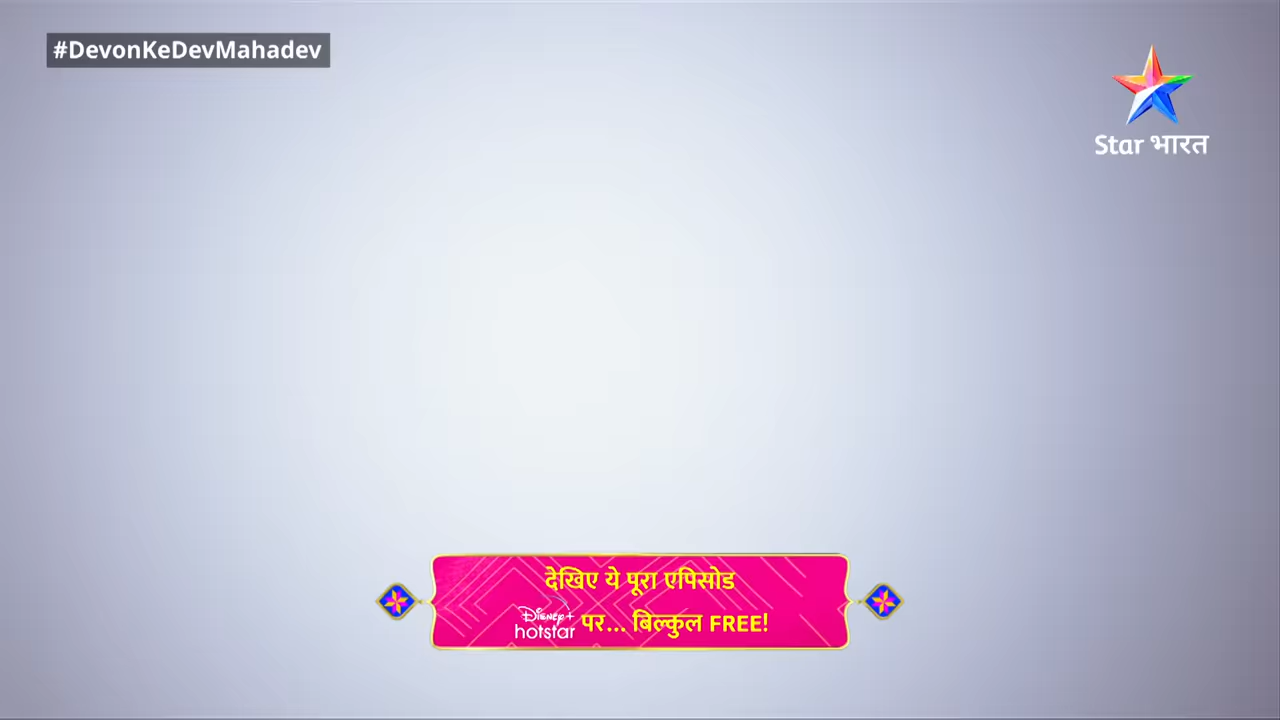 #DevonKeDevMahadev
Star भारत
देखिए ये पूरा एपिसोड
Disney+ hotstar पर... बिल्कुल FREE!